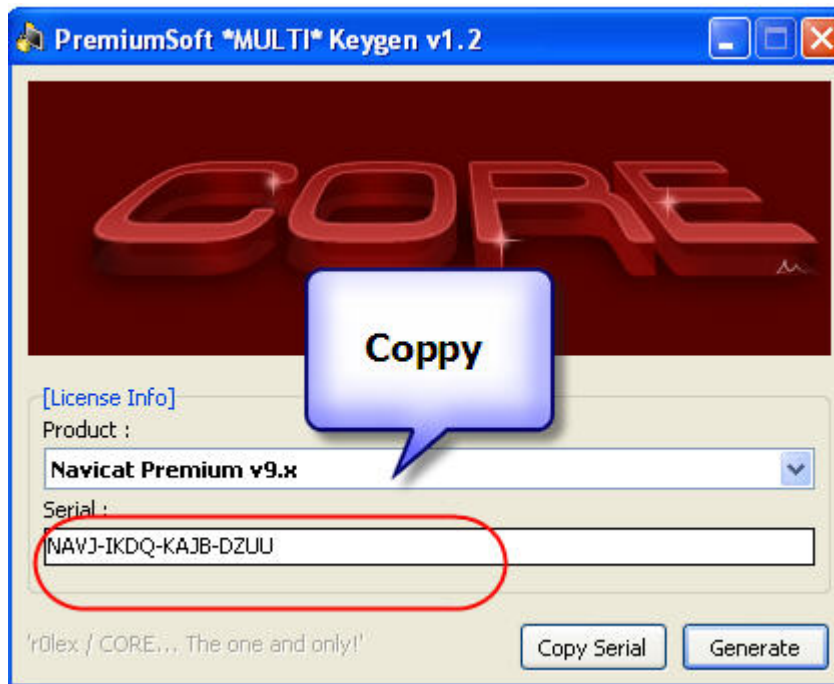 PremiumSoft *MULTI* Keygen v1.2
CORE
Coppy
[License Info]
Product :
Navicat Premium v9.x
Serial :
NAVJ-IKDQ-KAJB-DZUU
'r0lex / CORE... The one and only!'
Copy Serial
Generate